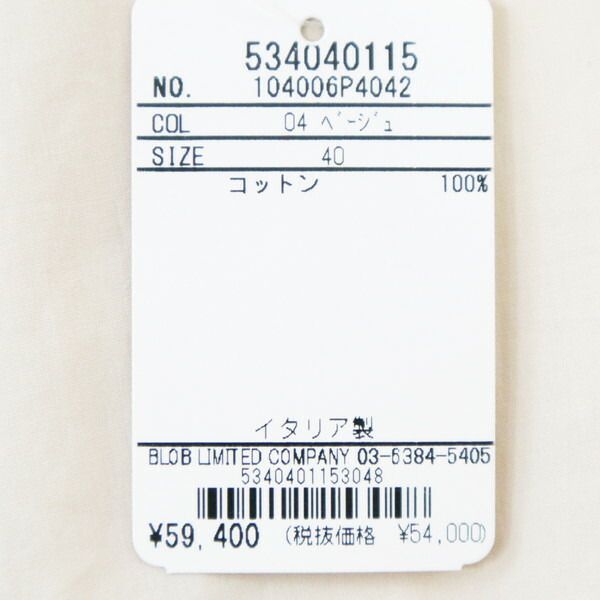 534040115
NO. 104006P4042
COL 04 ﾍﾞｰｼﾞｭ
SIZE 40
コットン 100%
イタリア製
BLOB LIMITED COMPANY 03-6384-5405
5340401153048
¥59,400 (税抜価格 ¥54,000)